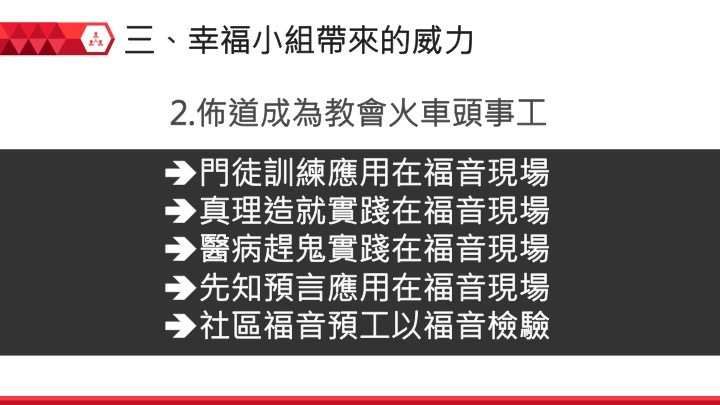 三、幸福小組帶來的威力
2.佈道成為教會火車頭事工
➔門徒訓練應用在福音現場
➔真理造就實踐在福音現場
➔醫病趕鬼實踐在福音現場
➔先知預言應用在福音現場
➔社區福音預工以福音檢驗